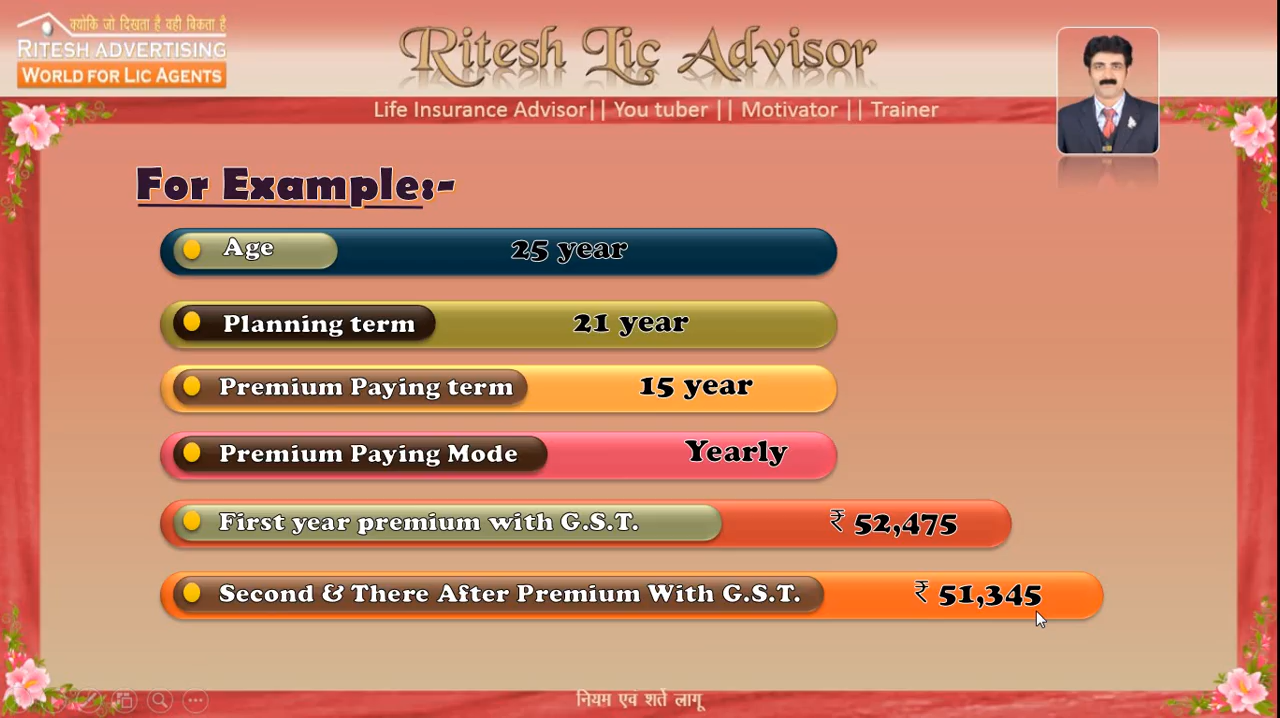 क्योकि जो दिखता है वही बिकता है
RITESH ADVERTISING
WORLD FOR LIC AGENTS
Ritesh Lic Advisor
Life Insurance Advisor|| You tuber || Motivator || Trainer
For Example:-
Age 25 year
Planning term 21 year
Premium Paying term 15 year
Premium Paying Mode Yearly
First year premium with G.S.T. ₹ 52,475
Second & There After Premium With G.S.T. ₹ 51,345
नियम एवं शर्ते लागू